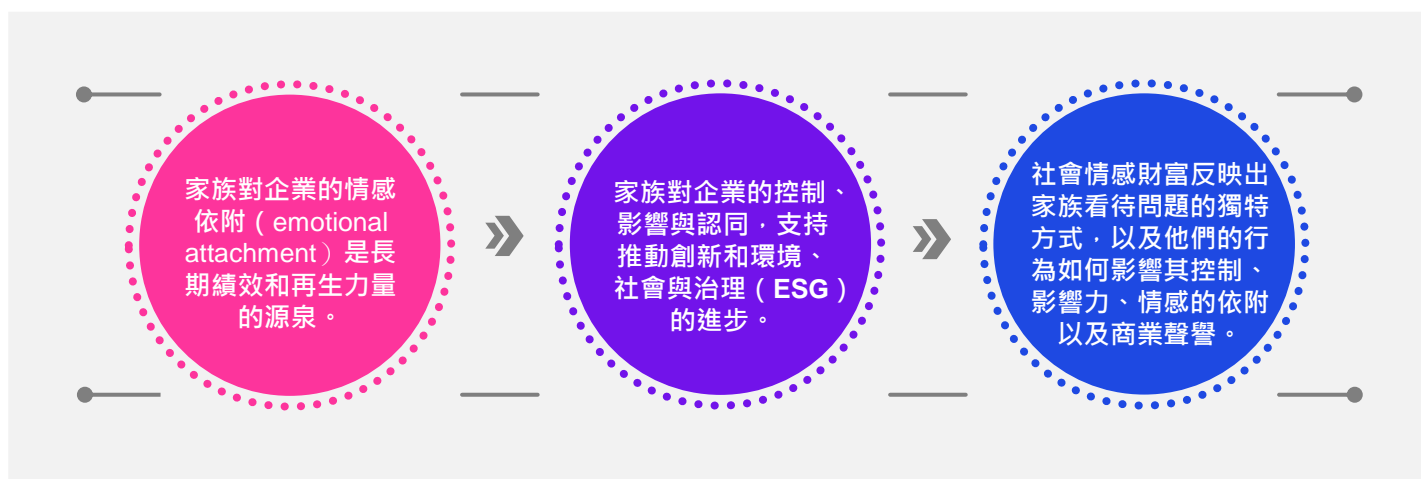 家族對企業的情感
依附（emotional
attachment）是長
期績效和再生力量
的源泉。
家族對企業的控制、
影響與認同，支持
推動創新和環境、
社會與治理（ESG）
的進步。
社會情感財富反映出
家族看待問題的獨特
方式，以及他們的行
為如何影響其控制、
影響力、情感的依附
以及商業聲譽。